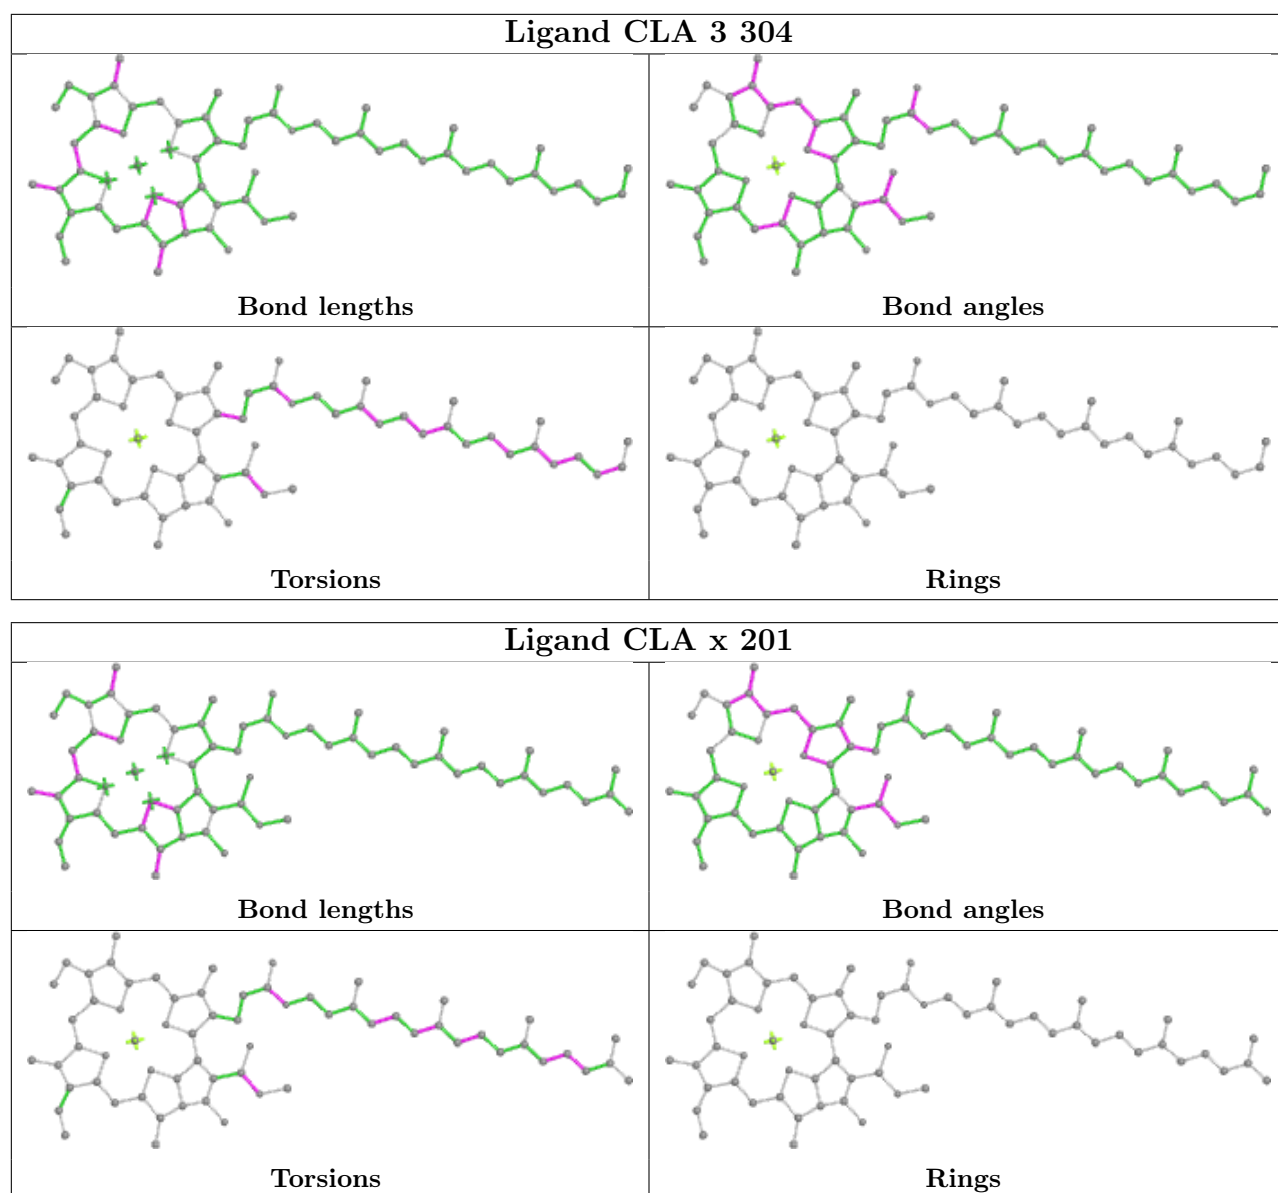 Ligand CLA 3 304
Bond lengths
Bond angles
Torsions
Rings
Ligand CLA x 201
Bond lengths
Bond angles
Torsions
Rings